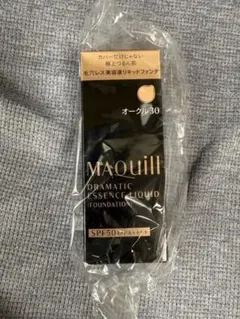 カバーだけじゃない
極上つるん肌
毛穴レス美容液リキッドファンデ
オークル30
MAQuill
DRAMATIC
ESSENCE LIQUID
(FOUNDATION)
SPF50